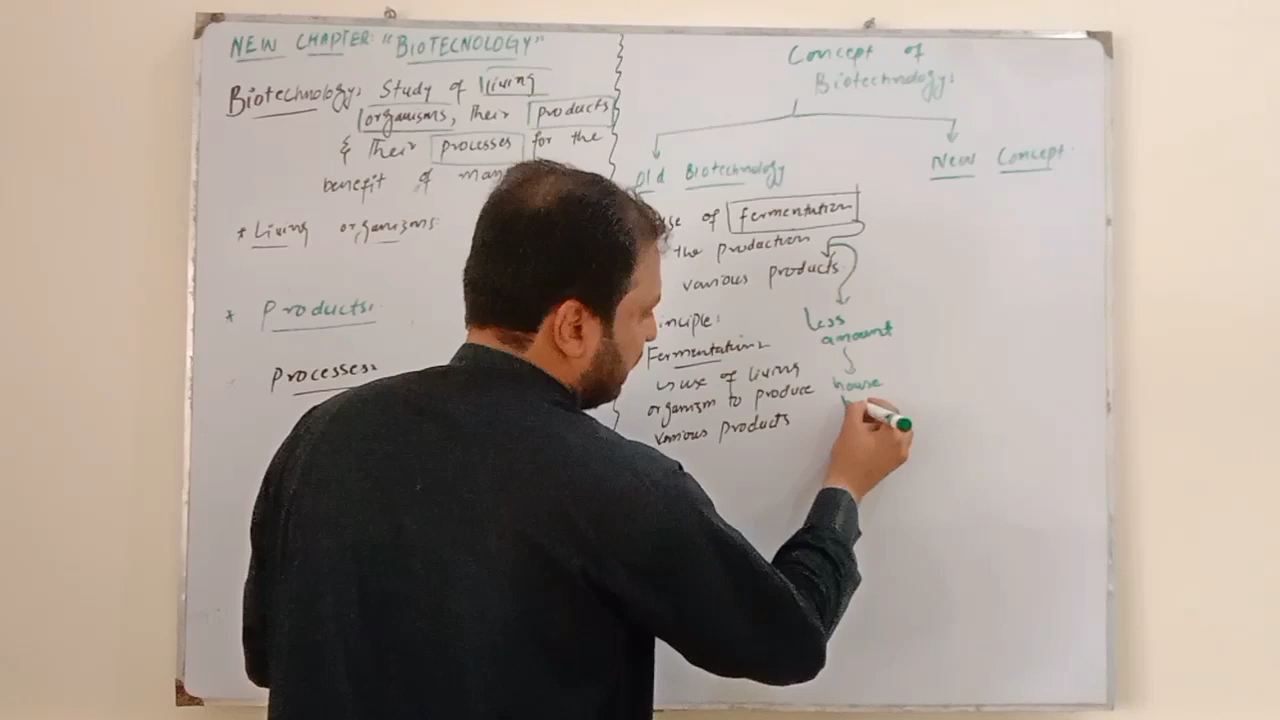 NEW CHAPTER: "BIOTECNOLOGY"
Biotechnology: Study of living
organisms, their products
& their processes for the
benefit of man
* Living organisms
* Products:
Processes:
Concept of
Biotechnology:
Old Biotechnology
New Concept
of fermentation
the production
various products
Less
amount
house
Fermentation:
is use of living
organism to produce
various products